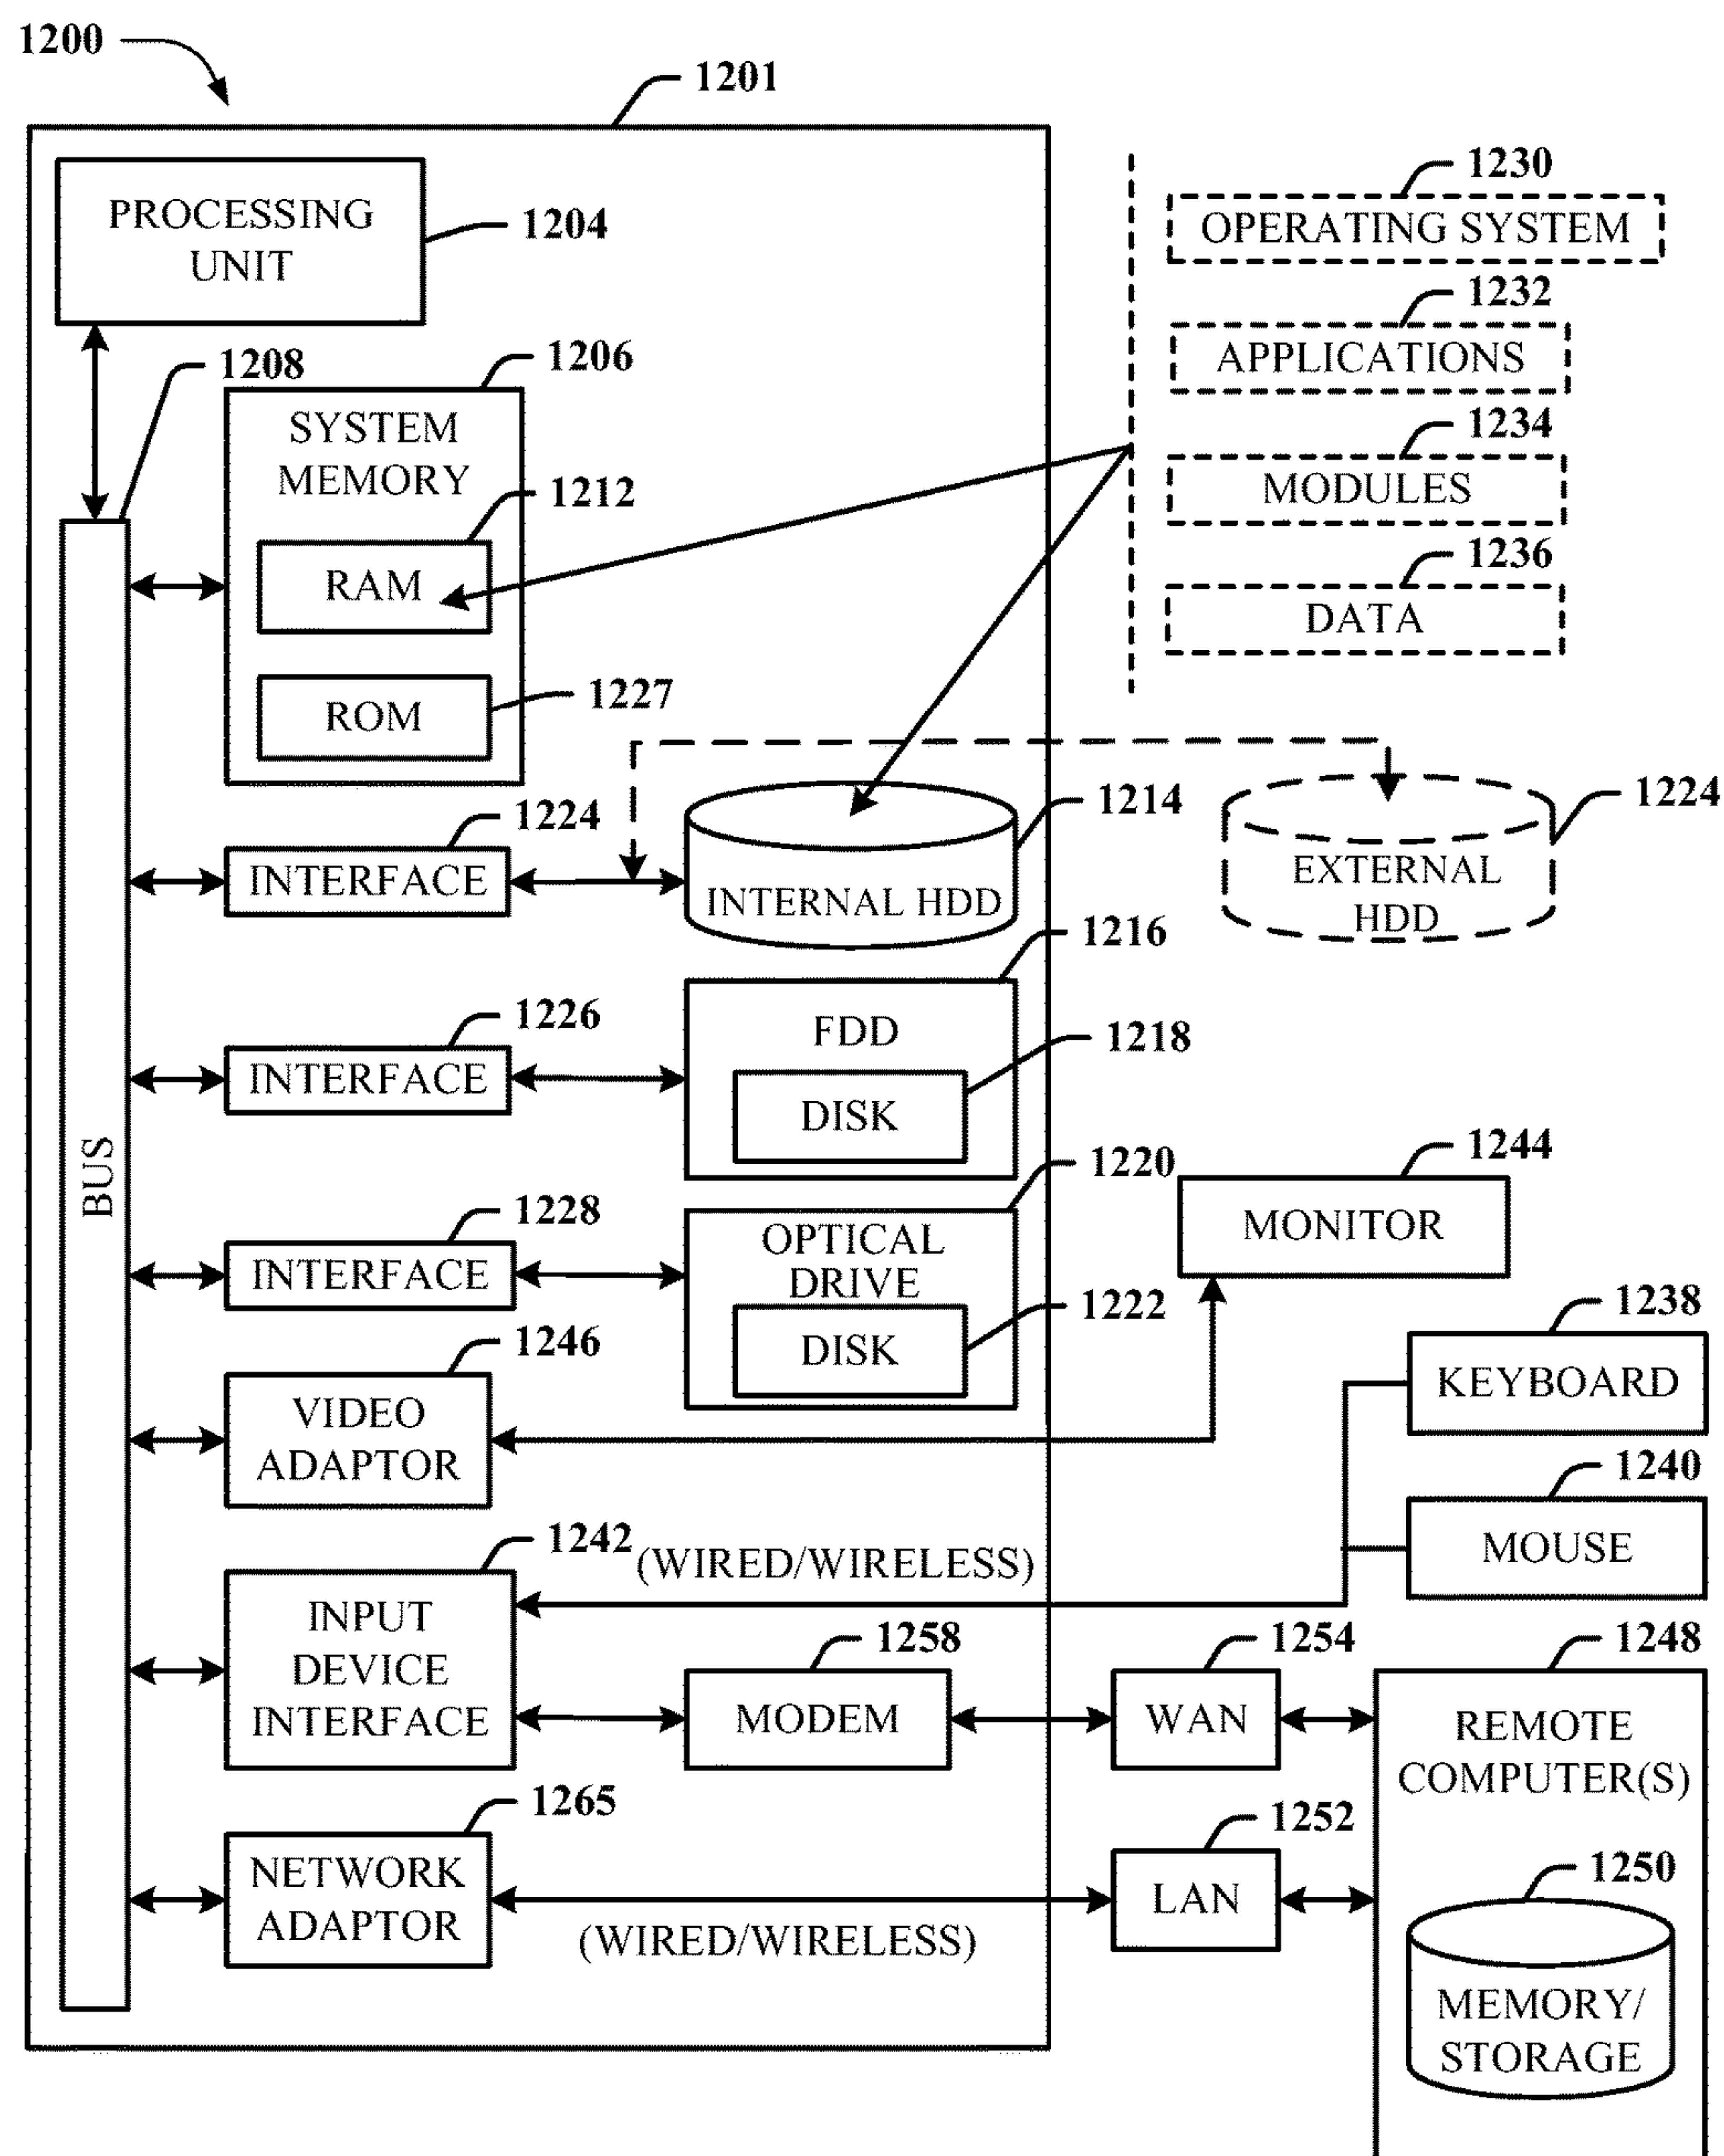 1200
1201
PROCESSING
UNIT
1204
1230
OPERATING SYSTEM
1232
APPLICATIONS
1234
MODULES
1236
DATA
1208
1206
SYSTEM
MEMORY
1212
RAM
1227
ROM
1224
INTERFACE
1214
INTERNAL HDD
1224
EXTERNAL
HDD
1216
FDD
1226
INTERFACE
1218
DISK
BUS
1220
OPTICAL
DRIVE
1228
INTERFACE
1222
DISK
1244
MONITOR
1246
VIDEO
ADAPTOR
1238
KEYBOARD
1240
MOUSE
1242
(WIRED/WIRELESS)
INPUT
DEVICE
INTERFACE
1258
MODEM
1254
WAN
1248
REMOTE
COMPUTER(S)
1265
NETWORK
ADAPTOR
(WIRED/WIRELESS)
1252
LAN
1250
MEMORY/
STORAGE